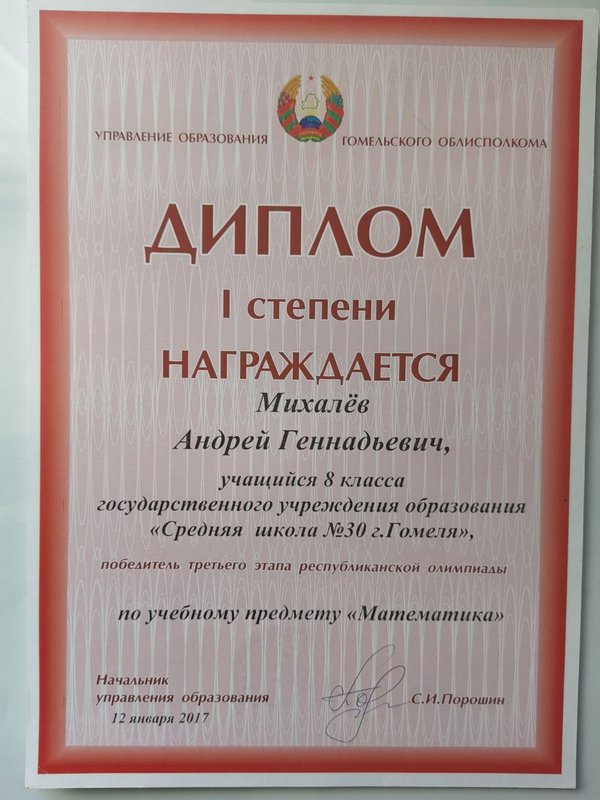 УПРАВЛЕНИЕ ОБРАЗОВАНИЯ ГОМЕЛЬСКОГО ОБЛИСПОЛКОМА
ДИПЛОМ
I СТЕПЕНИ
НАГРАЖДАЕТСЯ
Михалёв
Андрей Геннадьевич,
учащийся 8 класса
государственного учреждения образования
«Средняя школа №30 г.Гомеля»,
победитель третьего этапа республиканской олимпиады
по учебному предмету «Математика»
Начальник
управления образования С.И.Порошин
12 января 2017